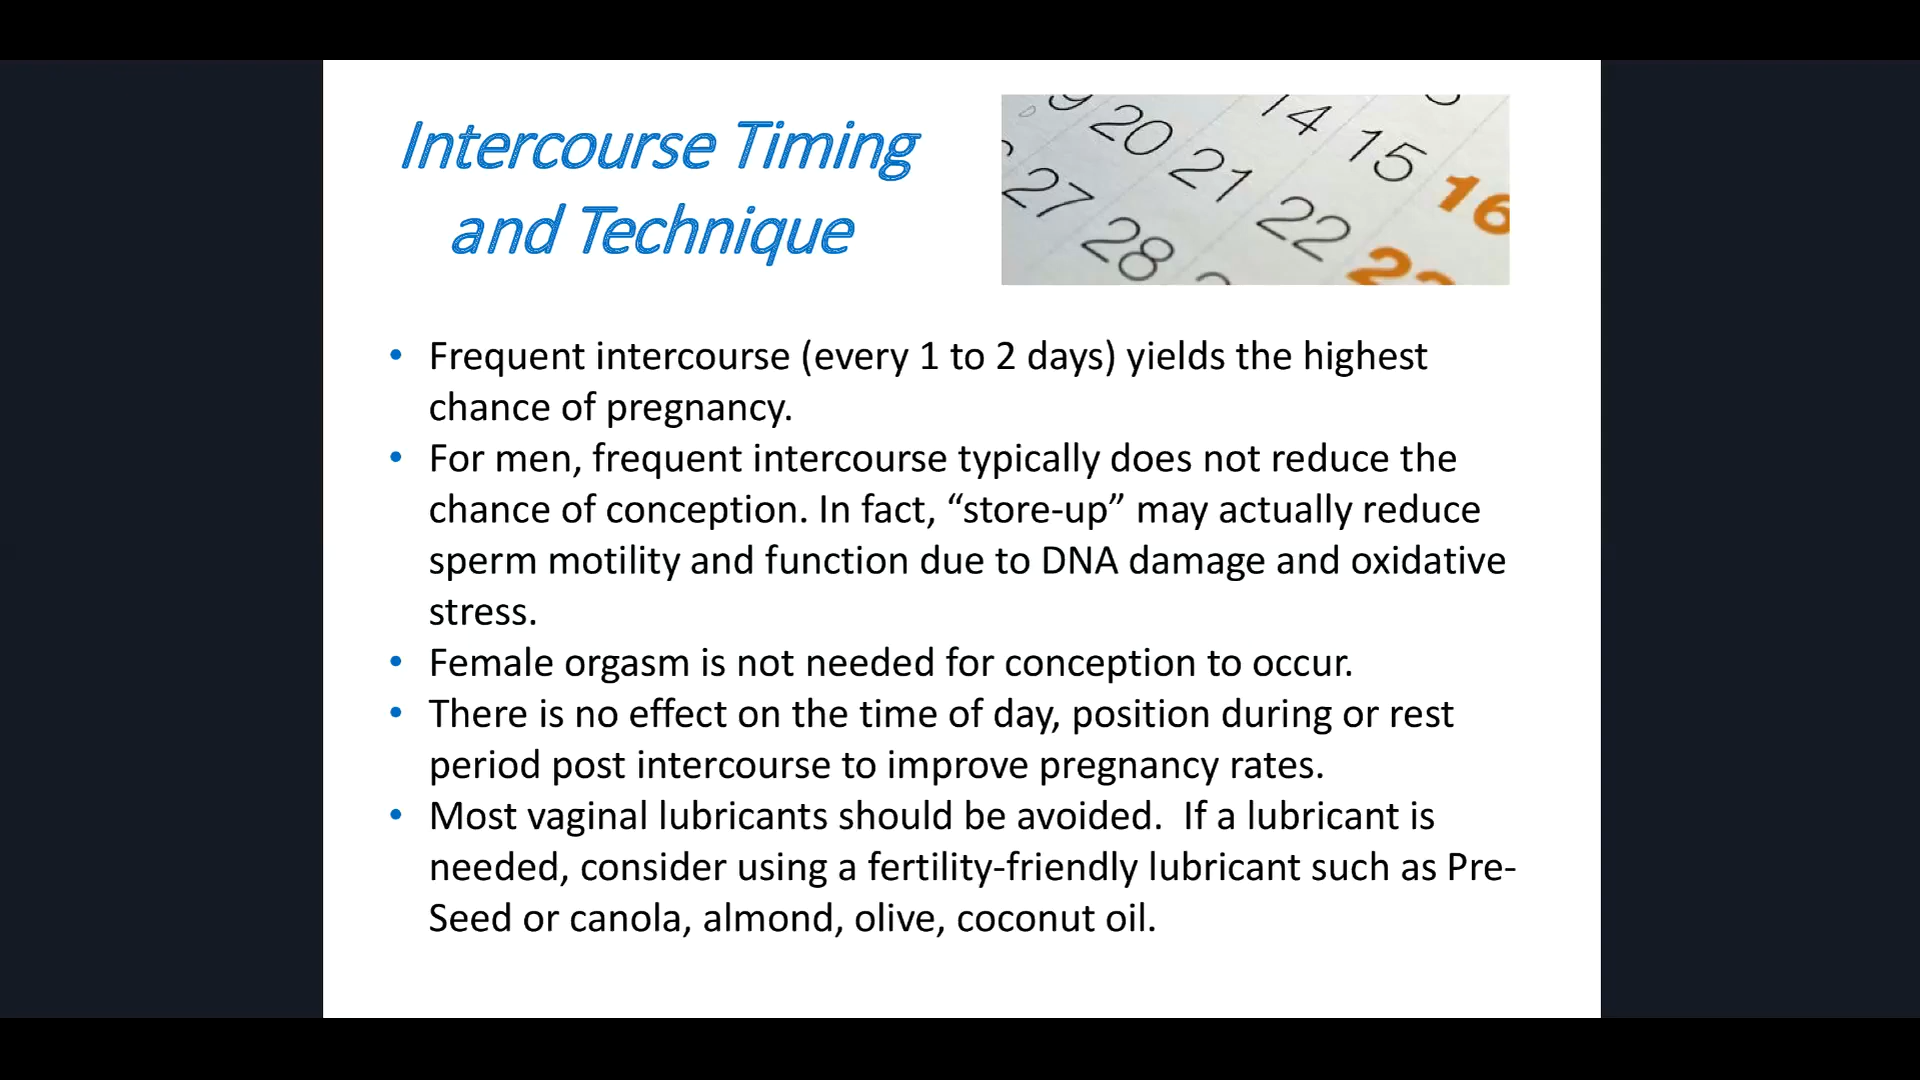 Intercourse Timing
and Technique
20
14
15
16
21
27
22
28
• Frequent intercourse (every 1 to 2 days) yields the highest
chance of pregnancy.
• For men, frequent intercourse typically does not reduce the
chance of conception. In fact, “store-up” may actually reduce
sperm motility and function due to DNA damage and oxidative
stress.
• Female orgasm is not needed for conception to occur.
• There is no effect on the time of day, position during or rest
period post intercourse to improve pregnancy rates.
• Most vaginal lubricants should be avoided.  If a lubricant is
needed, consider using a fertility-friendly lubricant such as Pre-
Seed or canola, almond, olive, coconut oil.